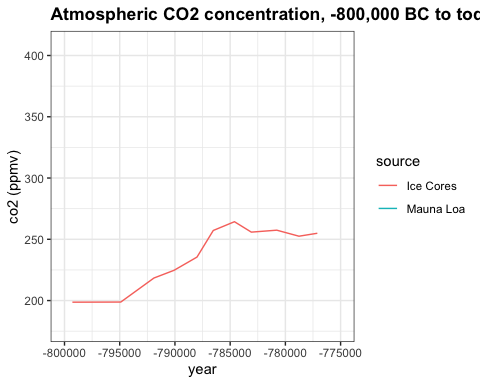 Atmospheric CO2 concentration, -800,000 BC to tod
400
350
300
250
200
co2 (ppmv)
-800000 -795000 -790000 -785000 -780000 -775000
year
source
Ice Cores
Mauna Loa